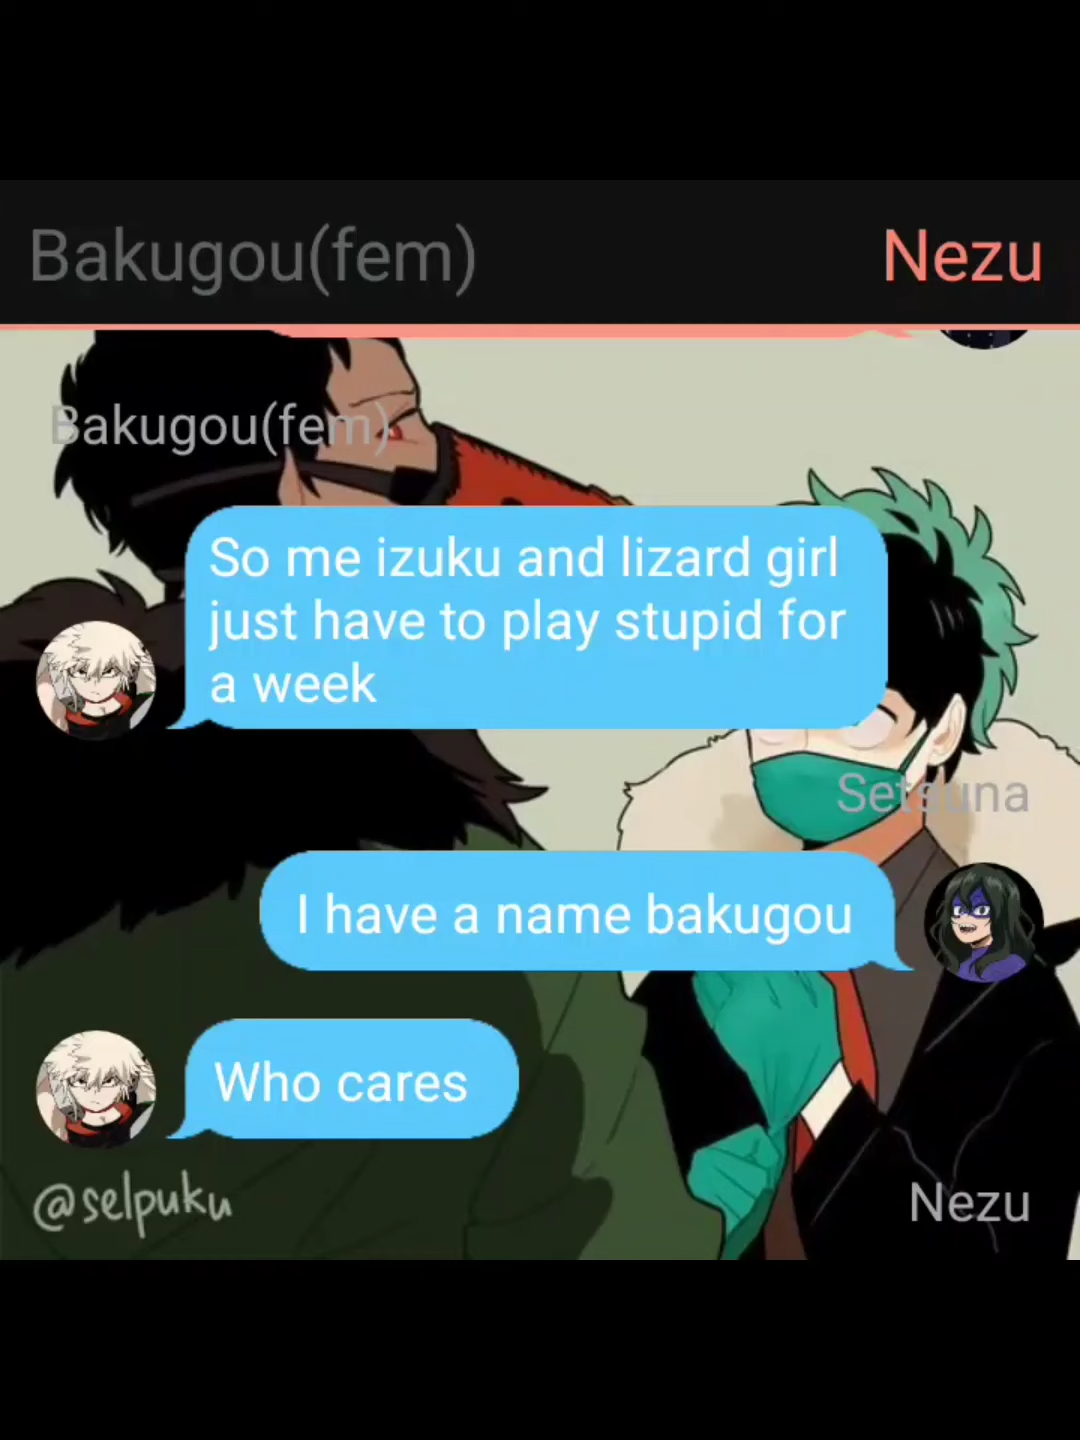 Bakugou(fem) Nezu
Bakugou(fem)
So me izuku and lizard girl
just have to play stupid for
a week
Setsuna
I have a name bakugou
Who cares
@selpuku
Nezu